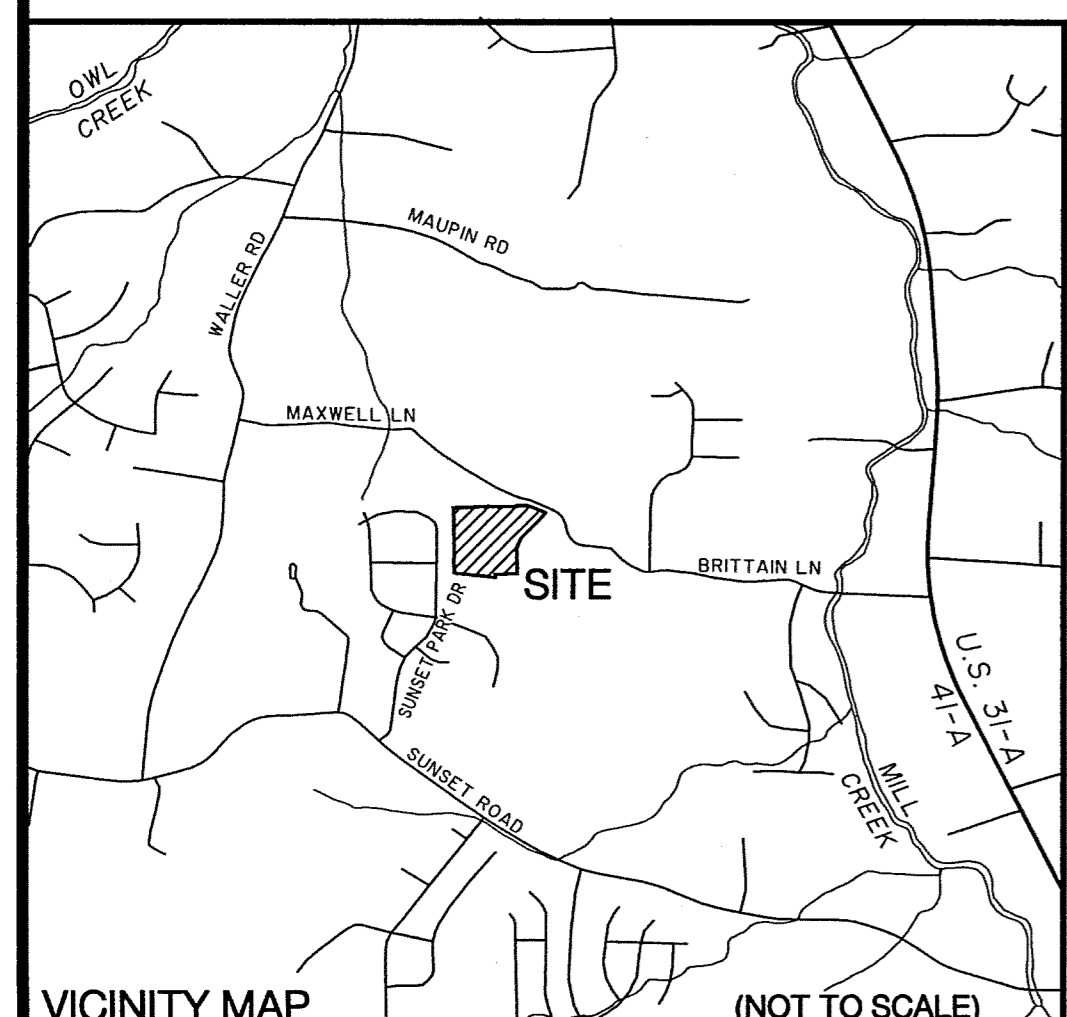 OWL
CREEK
MAUPIN RD
WALLER RD
MAXWELL LN
BRITTAIN LN
SITE
SUNSET PARK DR
U.S. 31-A
41-A
SUNSET ROAD
MILL
CREEK
VICINITY MAP
(NOT TO SCALE)